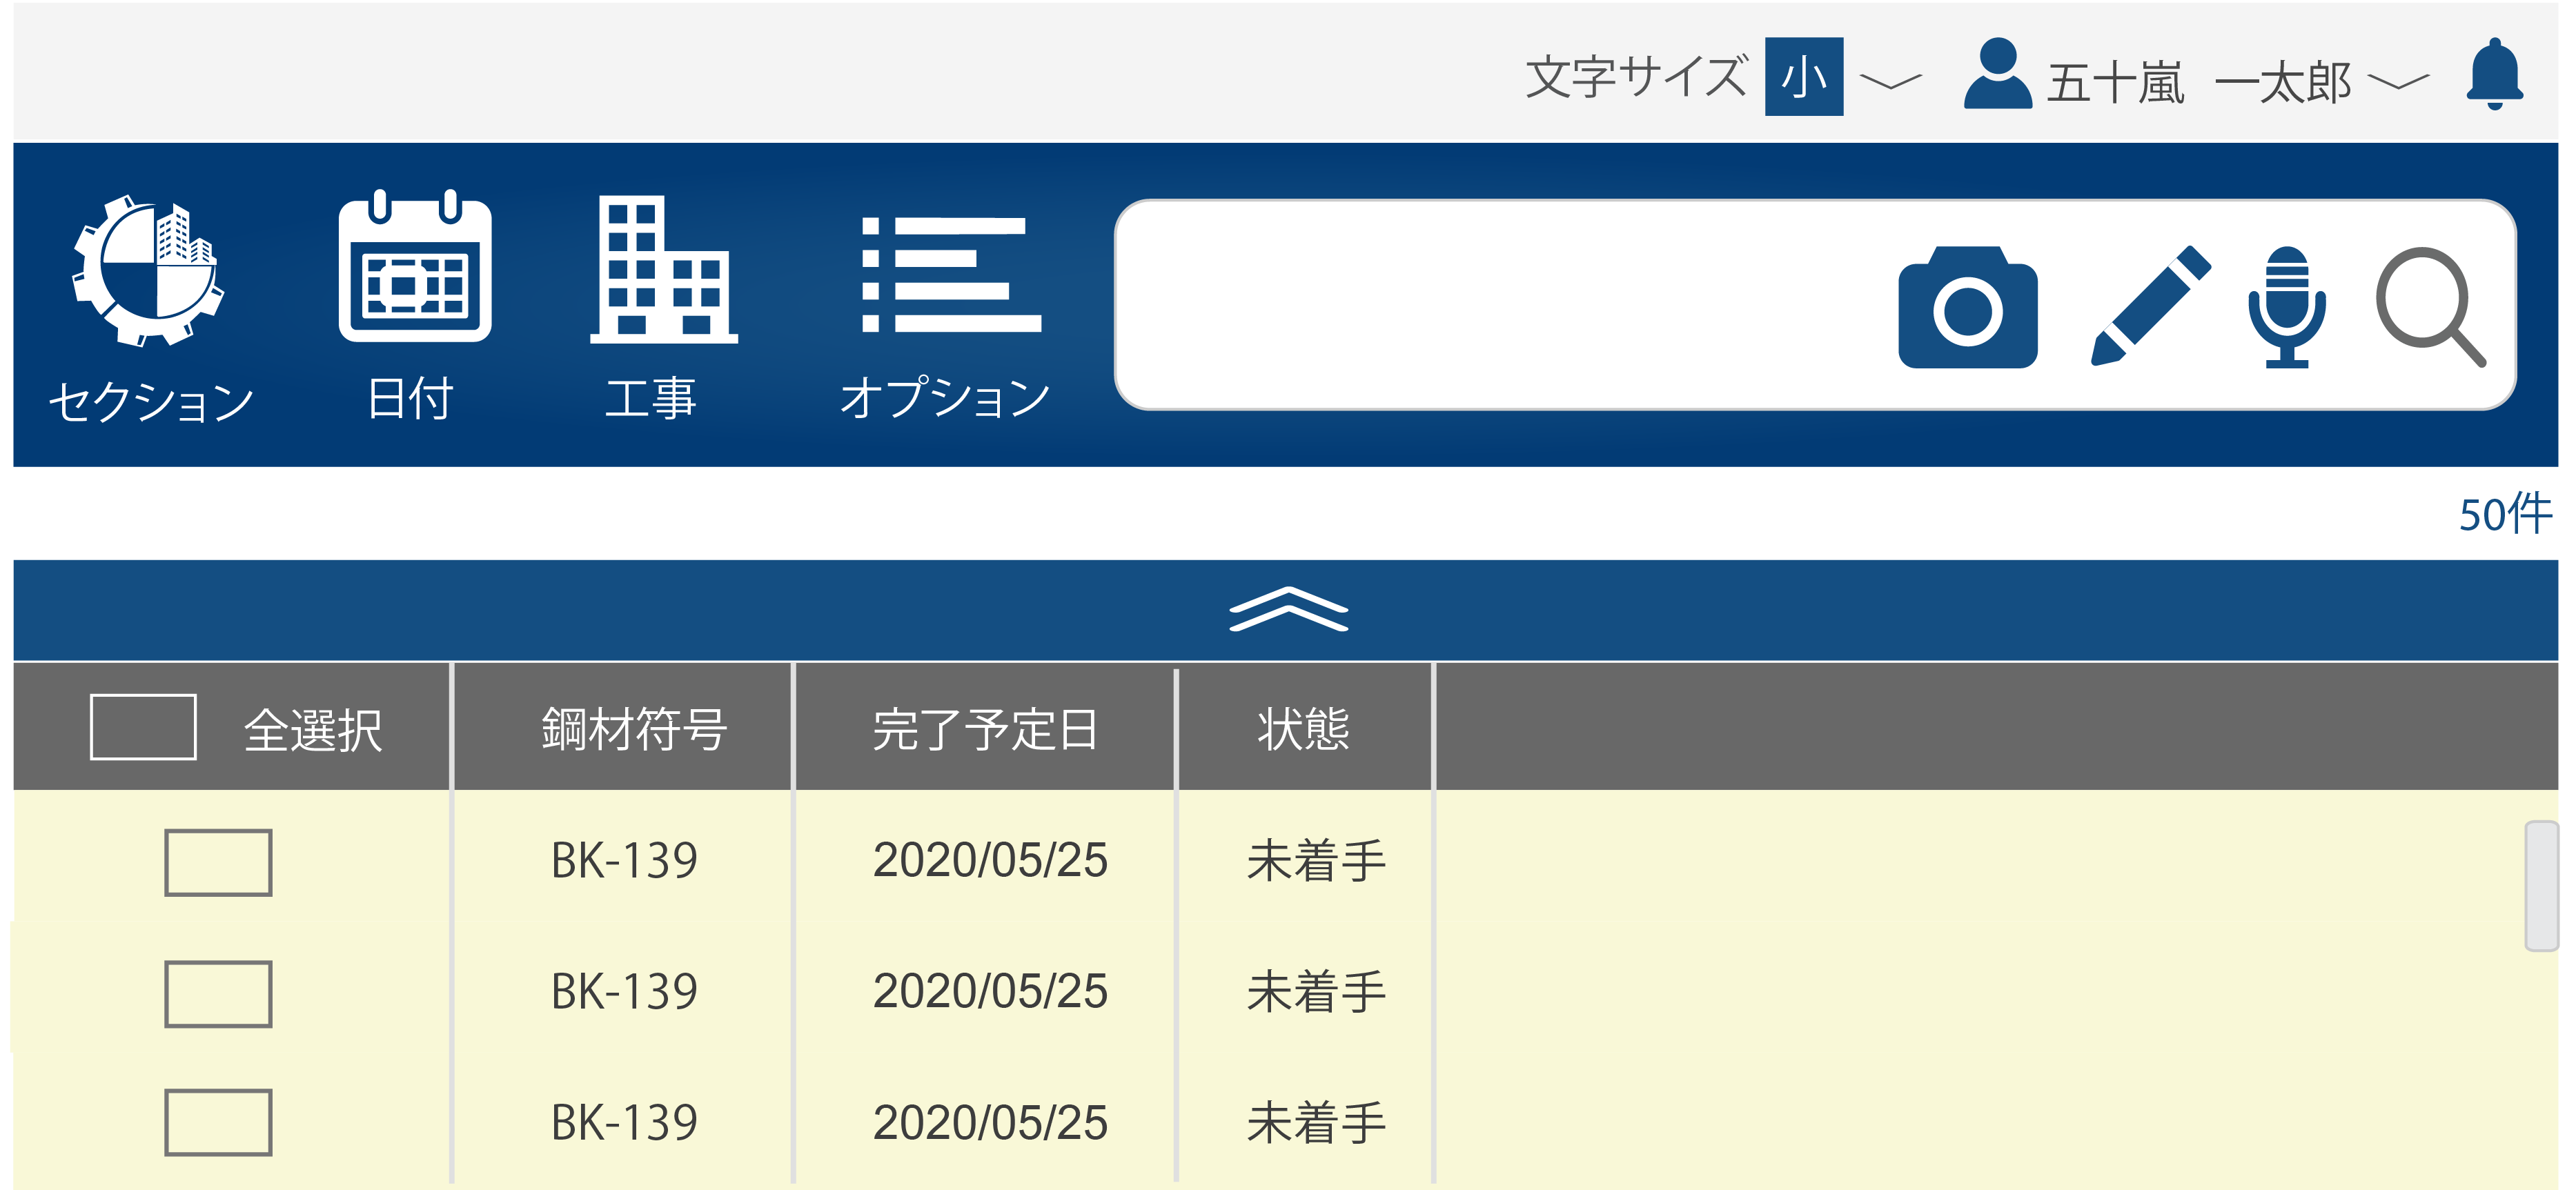 文字サイズ 小 五十嵐 一太郎
セクション 日付 工事 オプション
50件
全選択 鋼材符号 完了予定日 状態
BK-139 2020/05/25 未着手
BK-139 2020/05/25 未着手
BK-139 2020/05/25 未着手